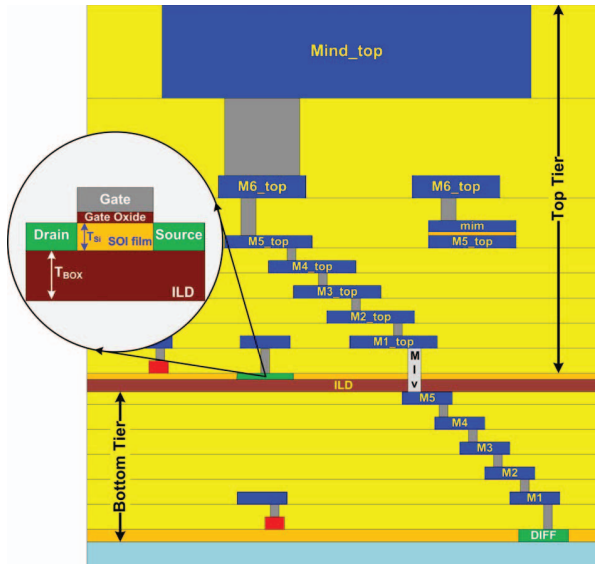 Mind_top
M6_top
M6_top
mim
M5_top
M5_top
M4_top
M3_top
M2_top
M1_top
MIv
ILD
M5
M4
M3
M2
M1
DIFF
Top Tier
Bottom Tier
Gate
Gate Oxide
Drain
TSi
SOI film
Source
TBOX
ILD